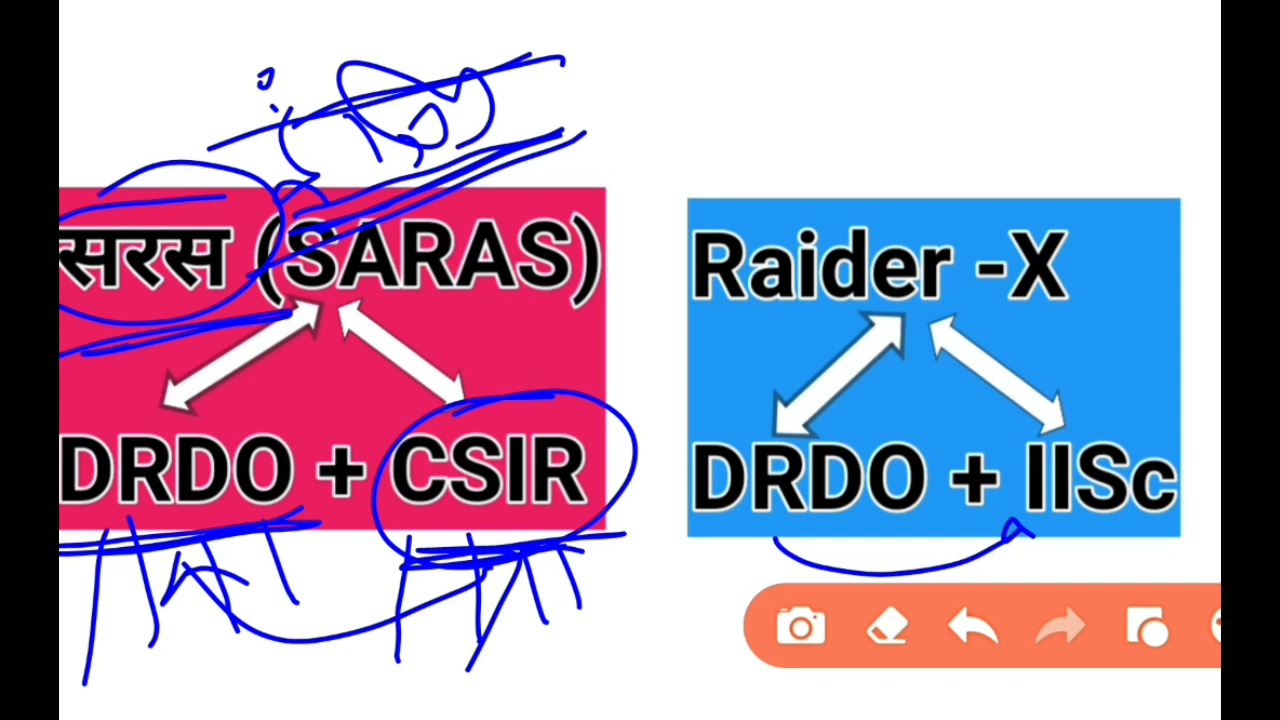 सरस (SARAS)
DRDO + CSIR
Raider -X
DRDO + IISc